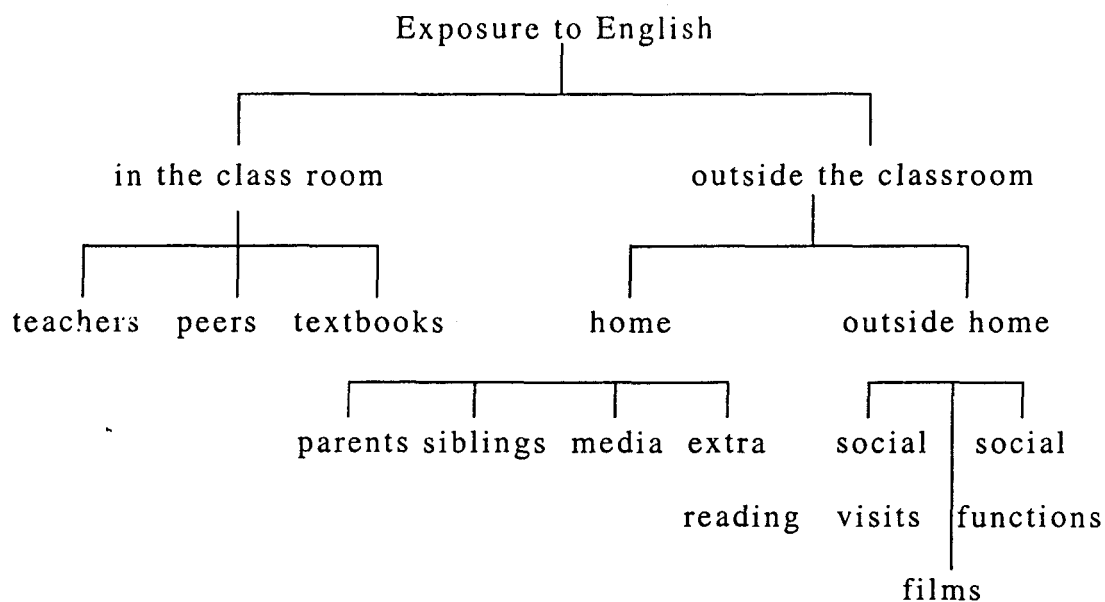 Exposure to English
in the class room outside the classroom
teachers peers textbooks home outside home
parents siblings media extra social social
reading visits functions
films